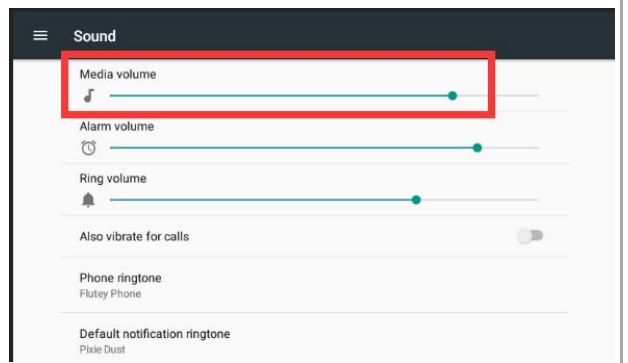 Sound
Media volume
Alarm volume
Ring volume
Also vibrate for calls
Phone ringtone
Flutey Phone
Default notification ringtone
Pixie Dust